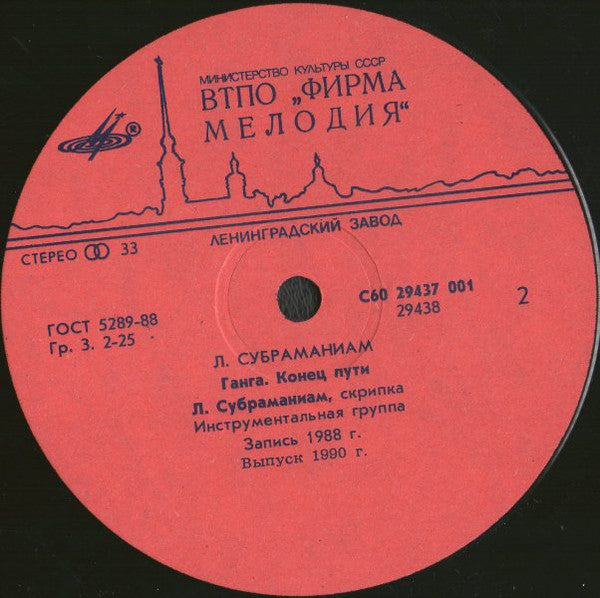 МИНИСТЕРСТВО КУЛЬТУРЫ СССР
ВТПО „ФИРМА
МЕЛОДИЯ“
®
ЛЕНИНГРАДСКИЙ ЗАВОД
СТЕРЕО 33
ГОСТ 5289-88
Гр. 3. 2-25
С60 29437 001
29438
2
Л. СУБРАМАНИАМ
Ганга. Конец пути
Л. Субраманиам, скрипка
Инструментальная группа
Запись 1988 г.
Выпуск 1990 г.